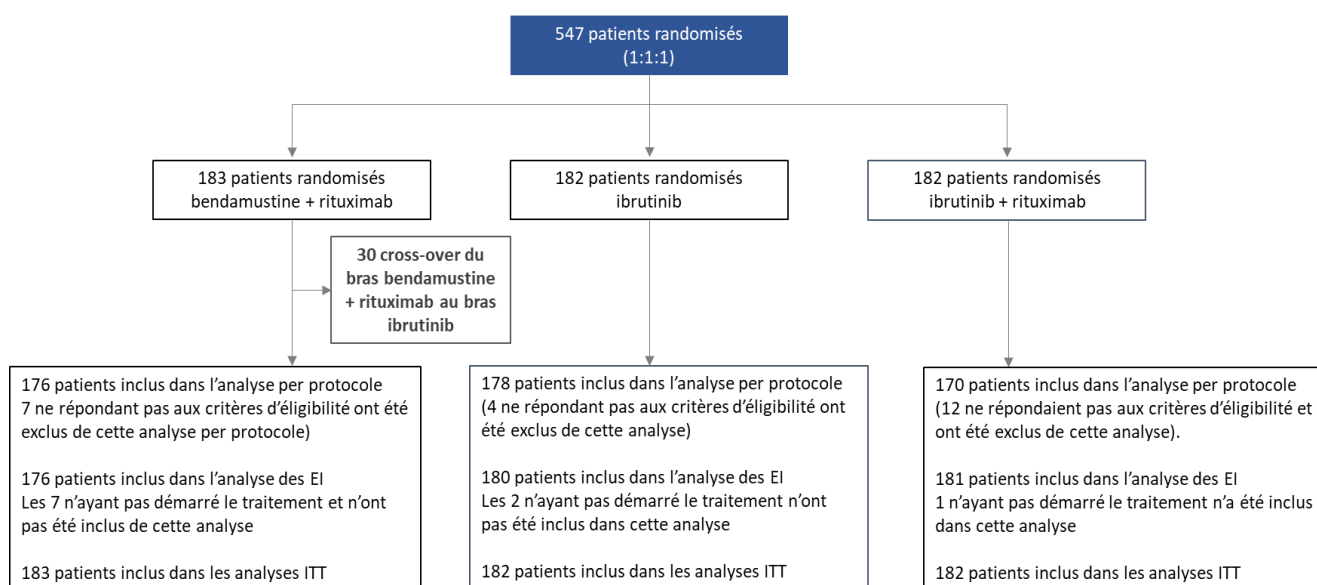 547 patients randomisés
(1:1:1)
183 patients randomisés
bendamustine + rituximab
182 patients randomisés
ibrutinib
182 patients randomisés
ibrutinib + rituximab
30 cross-over du
bras bendamustine
+ rituximab au bras
ibrutinib
176 patients inclus dans l’analyse per protocole
7 ne répondant pas aux critères d’éligibilité ont été
exclus de cette analyse per protocole)
176 patients inclus dans l’analyse des EI
Les 7 n’ayant pas démarré le traitement et n’ont
pas été inclus de cette analyse
183 patients inclus dans les analyses ITT
178 patients inclus dans l’analyse per protocole
(4 ne répondant pas aux critères d’éligibilité ont
été exclus de cette analyse)
180 patients inclus dans l’analyse des EI
Les 2 n’ayant pas démarré le traitement n’ont
pas été inclus dans cette analyse
182 patients inclus dans les analyses ITT
170 patients inclus dans l’analyse per protocole
(12 ne répondaient pas aux critères d’éligibilité et
ont été exclus de cette analyse).
181 patients inclus dans l’analyse des EI
1 n’ayant pas démarré le traitement n’a été inclus
dans cette analyse
182 patients inclus dans les analyses ITT